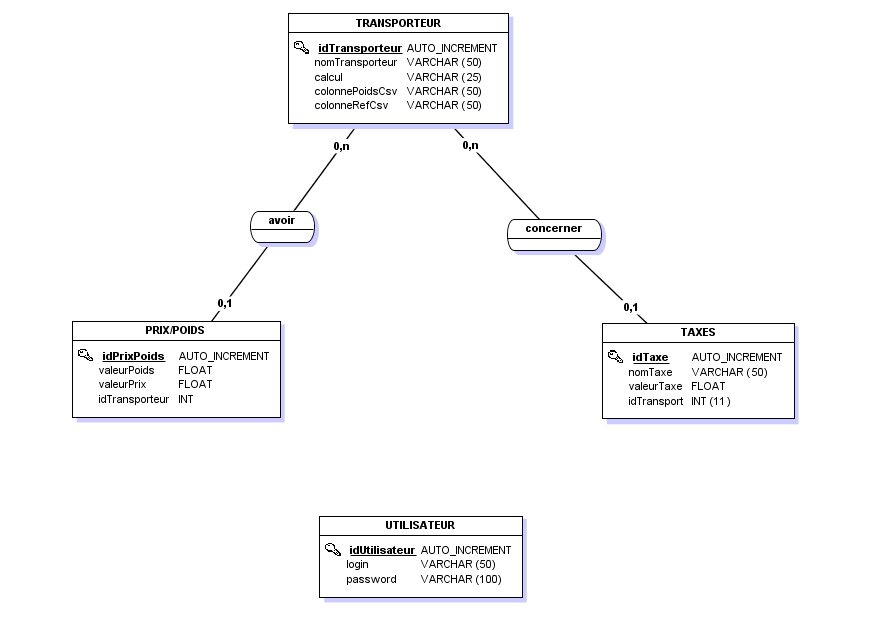 TRANSPORTEUR
idTransporteur AUTO_INCREMENT
nomTransporteur VARCHAR (50)
calcul VARCHAR (25)
colonnePoidsCsv VARCHAR (50)
colonneRefCsv VARCHAR (50)
0,n 0,n
avoir
concerner
0,1
0,1
PRIX/POIDS
idPrixPoids AUTO_INCREMENT
valeurPoids FLOAT
valeurPrix FLOAT
idTransporteur INT
TAXES
idTaxe AUTO_INCREMENT
nomTaxe VARCHAR (50)
valeurTaxe FLOAT
idTransport INT (11 )
UTILISATEUR
idUtilisateur AUTO_INCREMENT
login VARCHAR (50)
password VARCHAR (100)